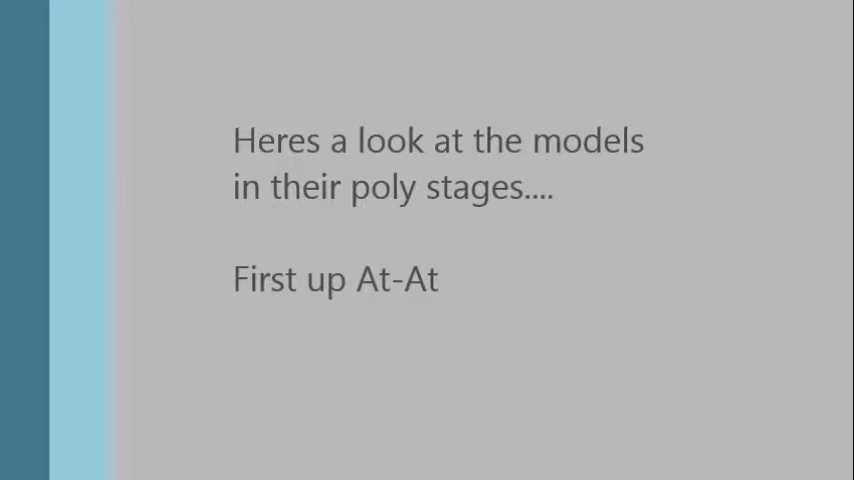 Heres a look at the models
in their poly stages....
First up At-At